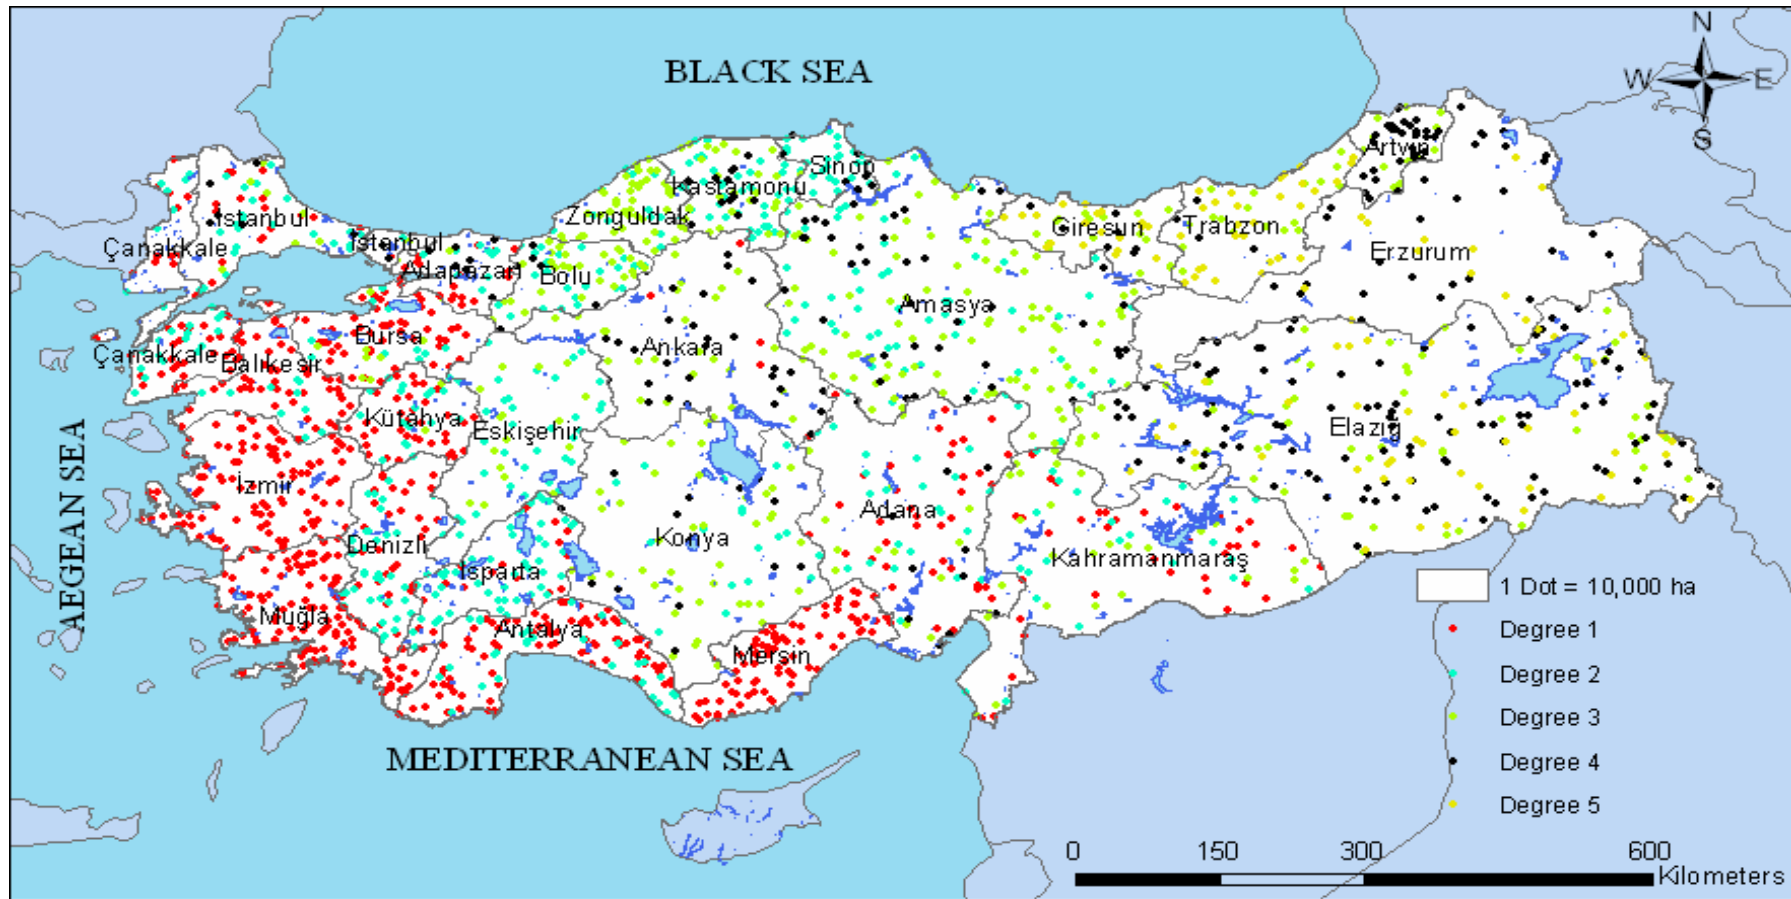 BLACK SEA
N
W E
S
Artvin
Sinop
Kastamonu
Zonguldak
İstanbul
Giresun
Trabzon
Çanakkale
İstanbul
Erzurum
Adapazarı
Bolu
Amasya
Bursa
Ankara
Çanakkale
Balıkesir
Kütahya
Eskişehir
Elazığ
AEGEAN SEA
İzmir
Adana
Konya
Denizli
Isparta
Kahramanmaraş
Muğla
Antalya
Mersin
1 Dot = 10,000 ha
Degree 1
Degree 2
Degree 3
Degree 4
Degree 5
MEDITERRANEAN SEA
0 150 300 600
Kilometers